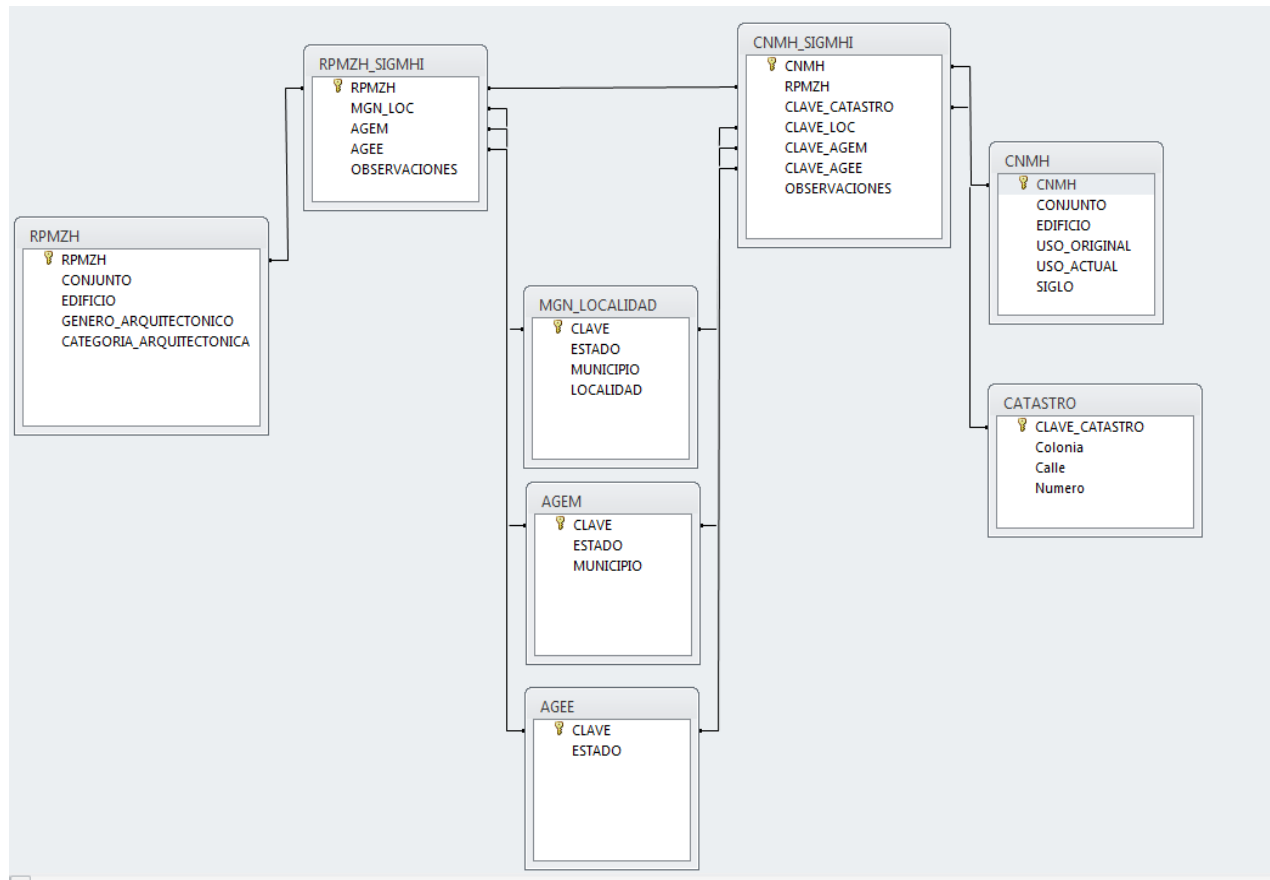 RPMZH_SIGMHI
RPMZH
MGN_LOC
AGEM
AGEE
OBSERVACIONES
CNMH_SIGMHI
CNMH
RPMZH
CLAVE_CATASTRO
CLAVE_LOC
CLAVE_AGEM
CLAVE_AGEE
OBSERVACIONES
CNMH
CNMH
CONJUNTO
EDIFICIO
USO_ORIGINAL
USO_ACTUAL
SIGLO
RPMZH
RPMZH
CONJUNTO
EDIFICIO
GENERO_ARQUITECTONICO
CATEGORIA_ARQUITECTONICA
MGN_LOCALIDAD
CLAVE
ESTADO
MUNICIPIO
LOCALIDAD
CATASTRO
CLAVE_CATASTRO
Colonia
Calle
Numero
AGEM
CLAVE
ESTADO
MUNICIPIO
AGEE
CLAVE
ESTADO